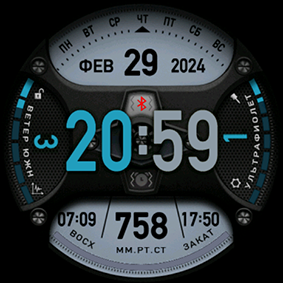 ПН ВТ СР ЧТ ПТ СБ ВС
ФЕВ 29 2024
ВЕТЕР ЮЖН
3
20:59
1
УЛЬТРАФИОЛЕТ
07:09 758 17:50
ВОСХ ММ.РТ.СТ ЗАКАТ